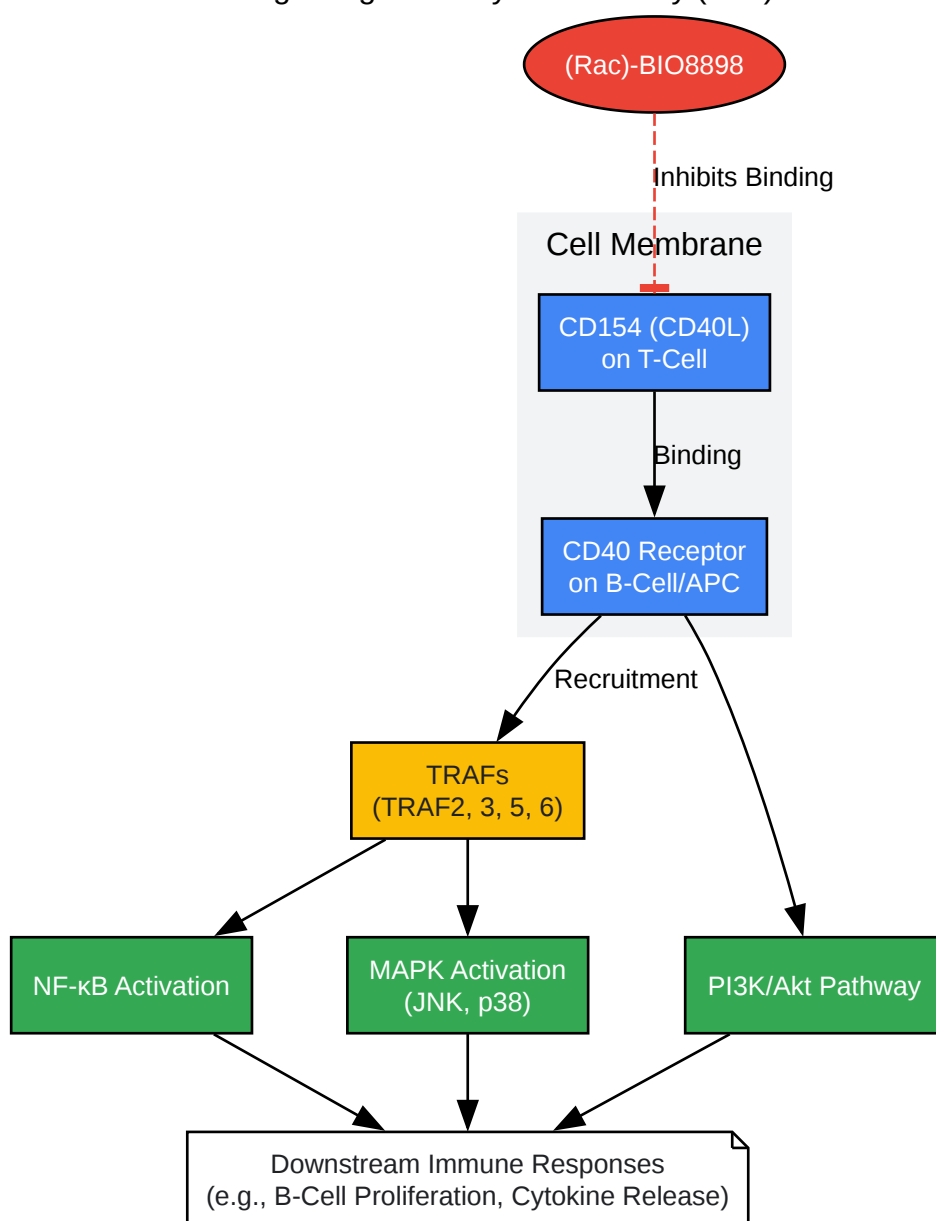 (Rac)-BIO8898
Inhibits Binding
Cell Membrane
CD154 (CD40L)
on T-Cell
Binding
CD40 Receptor
on B-Cell/APC
Recruitment
TRAFs
(TRAF2, 3, 5, 6)
NF-κB Activation
MAPK Activation
(JNK, p38)
PI3K/Akt Pathway
Downstream Immune Responses
(e.g., B-Cell Proliferation, Cytokine Release)